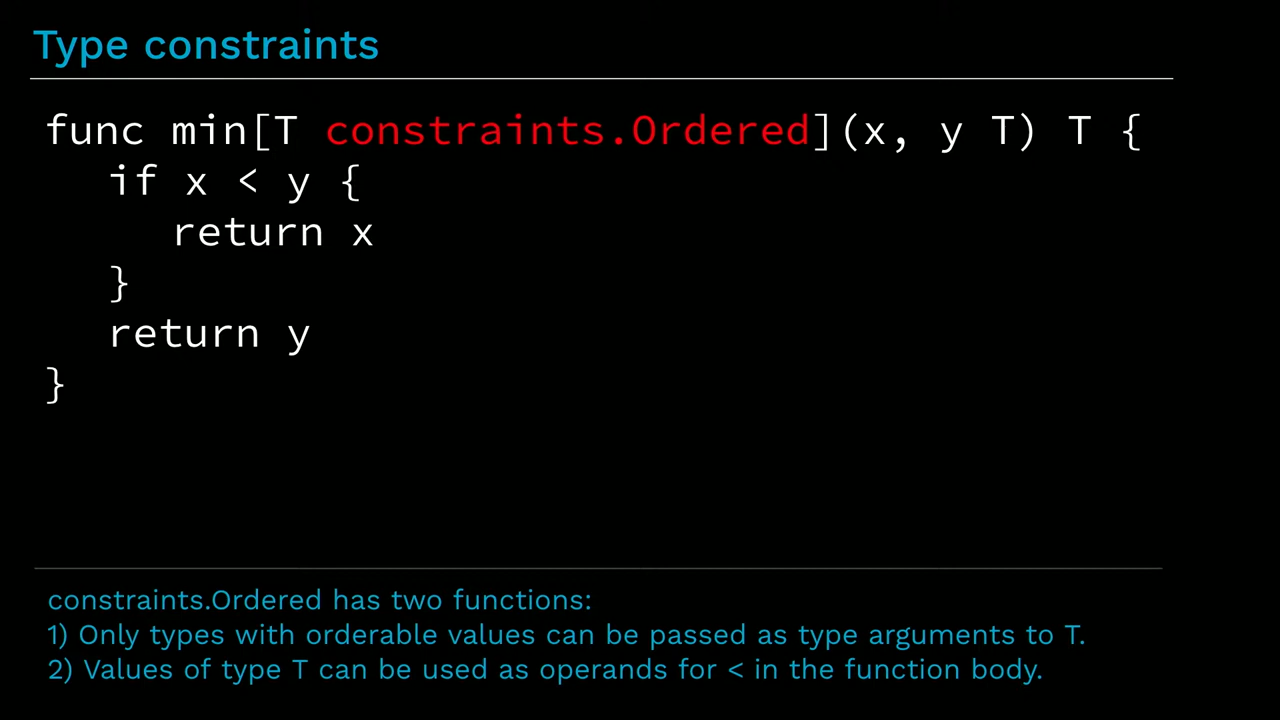 Type constraints
func min[T constraints.Ordered](x, y T) T {
   if x < y {
      return x
   }
   return y
}
constraints.Ordered has two functions:
1) Only types with orderable values can be passed as type arguments to T.
2) Values of type T can be used as operands for < in the function body.